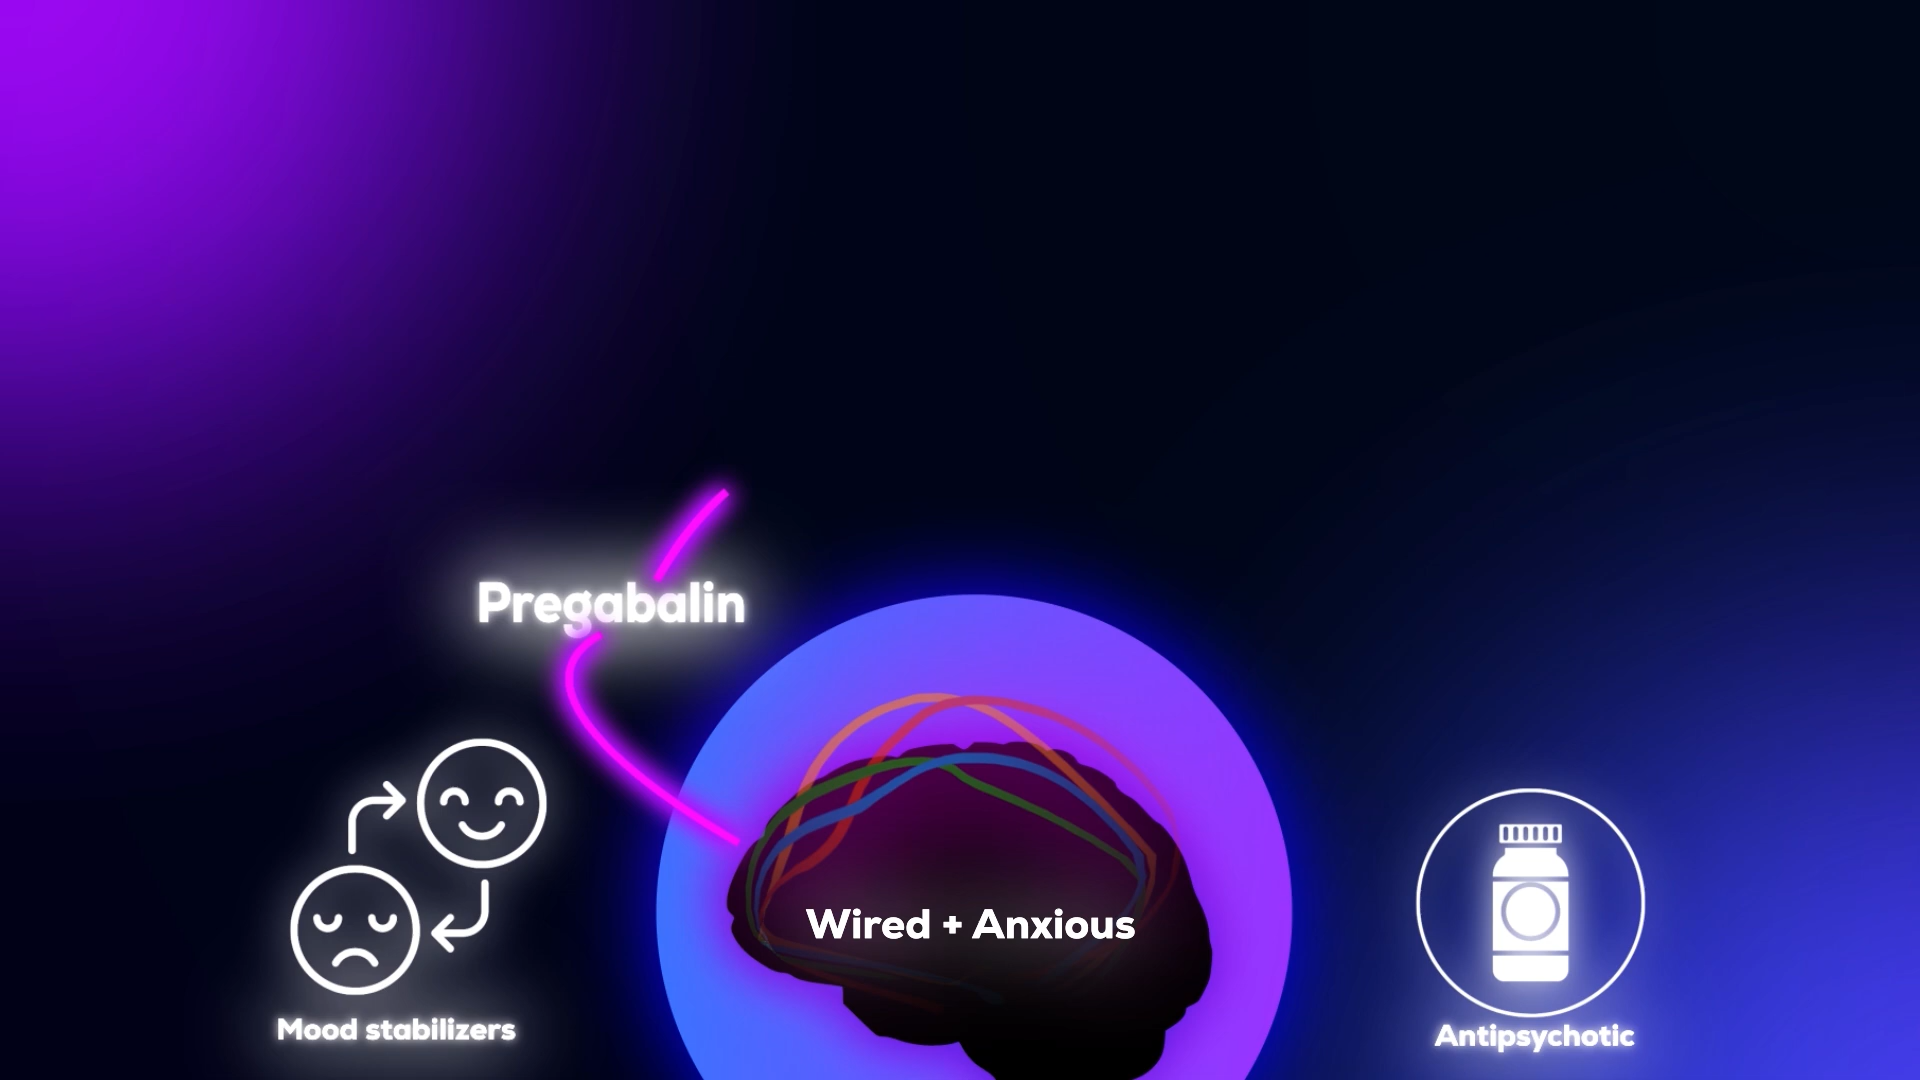 Pregabalin
Wired + Anxious
Mood stabilizers
Antipsychotic